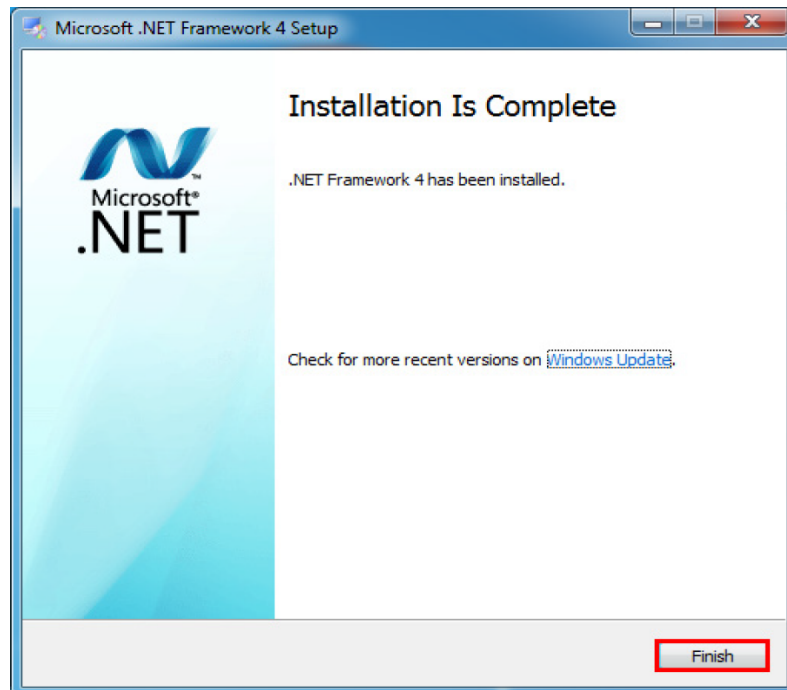 Microsoft .NET Framework 4 Setup
Installation Is Complete
Microsoft®
.NET™
.NET Framework 4 has been installed.
Check for more recent versions on Windows Update.
Finish